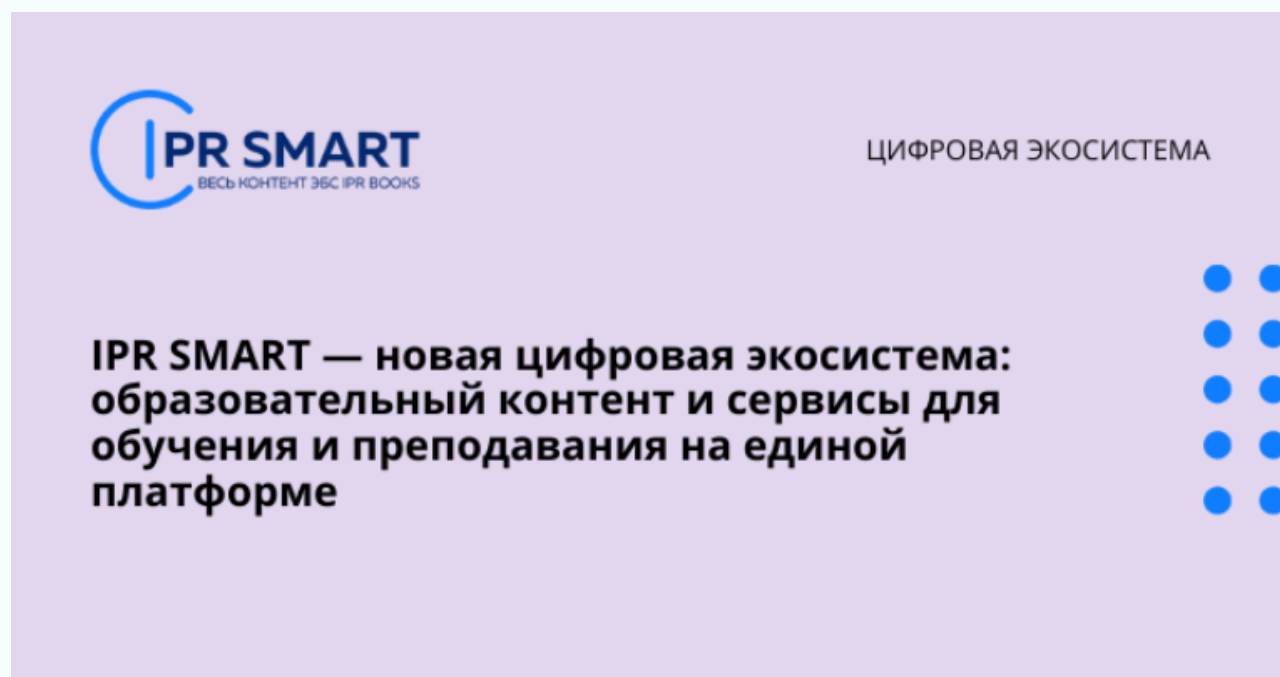 IPR SMART
ВЕСЬ КОНТЕНТ ЭБС IPR BOOKS
ЦИФРОВАЯ ЭКОСИСТЕМА
IPR SMART — новая цифровая экосистема:
образовательный контент и сервисы для
обучения и преподавания на единой
платформе